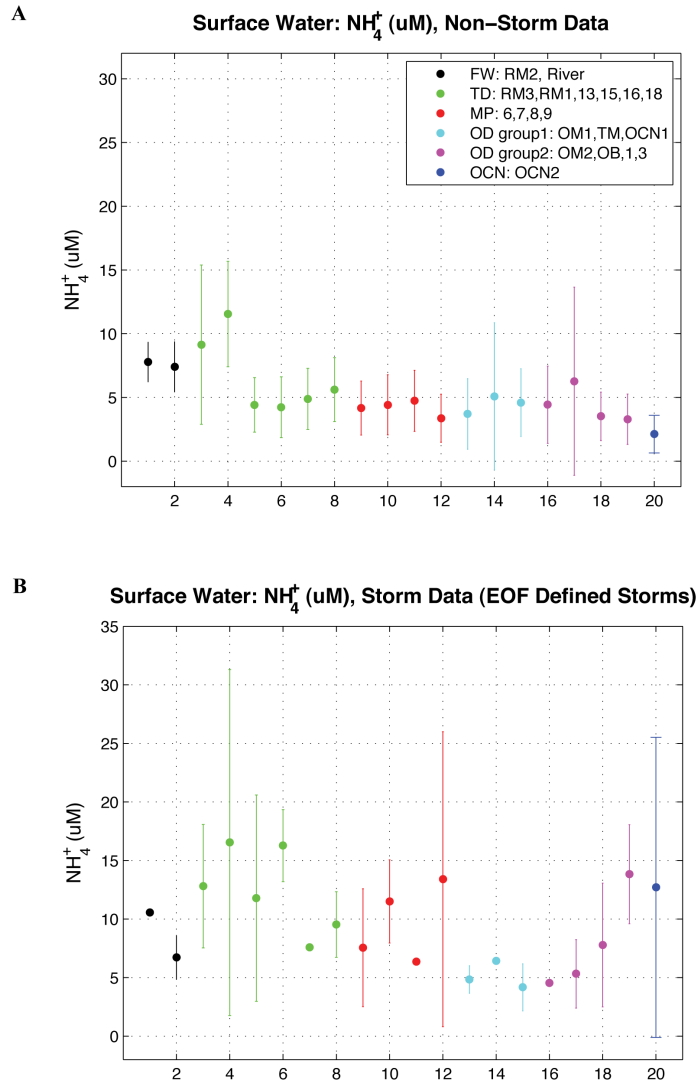 A
Surface Water: NH4+ (uM), Non−Storm Data
NH4+ (uM)
30
25
20
15
10
5
0
FW: RM2, River
TD: RM3,RM1,13,15,16,18
MP: 6,7,8,9
OD group1: OM1,TM,OCN1
OD group2: OM2,OB,1,3
OCN: OCN2
2 4 6 8 10 12 14 16 18 20
B
Surface Water: NH4+ (uM), Storm Data (EOF Defined Storms)
NH4+ (uM)
35
30
25
20
15
10
5
0
2 4 6 8 10 12 14 16 18 20